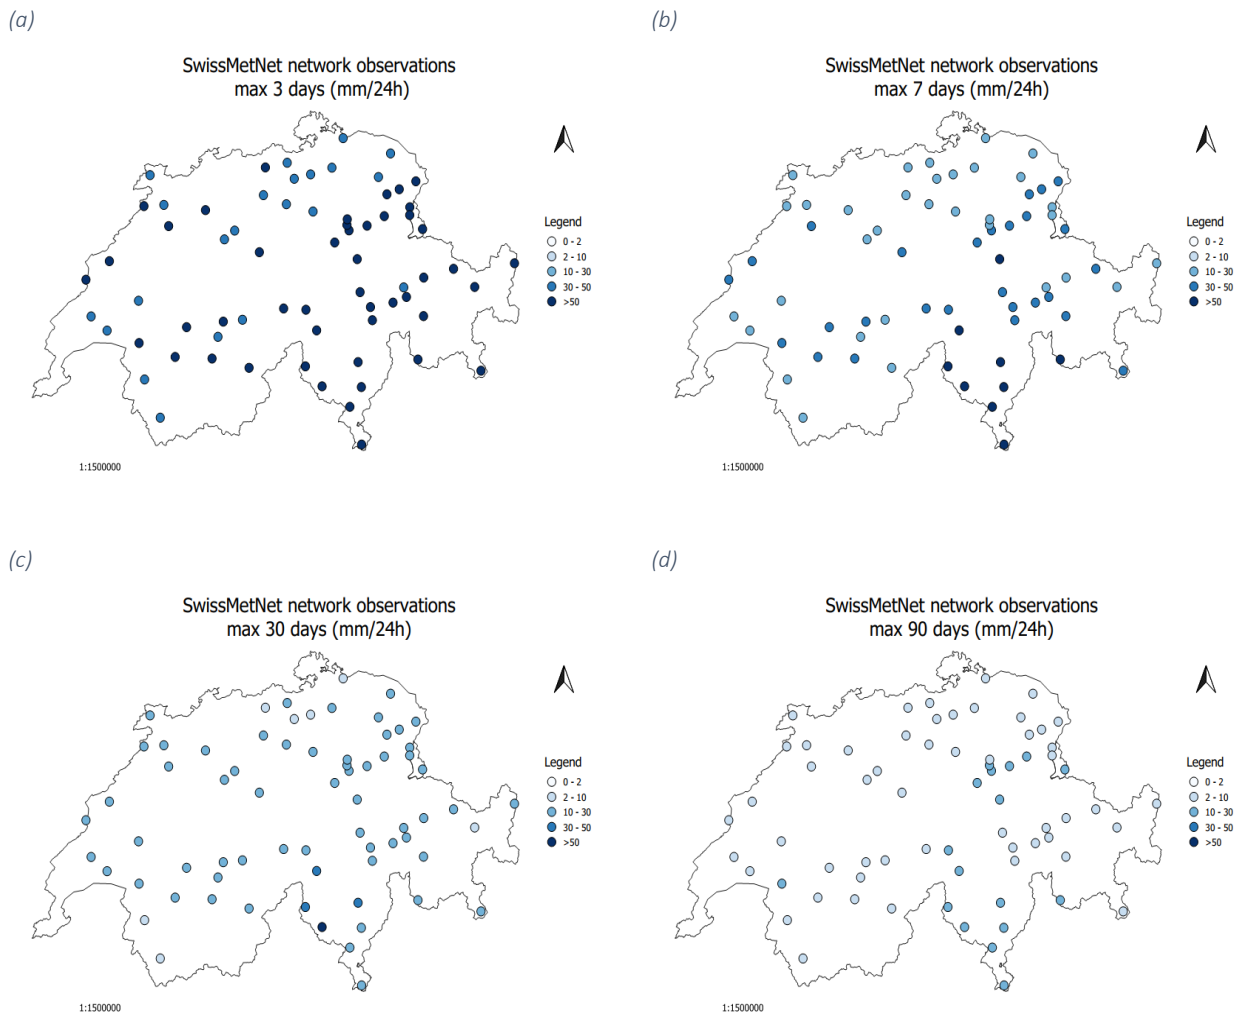 (a)
SwissMetNet network observations
max 3 days (mm/24h)
Legend
0 - 2
2 - 10
10 - 30
30 - 50
>50
1:1500000
(b)
SwissMetNet network observations
max 7 days (mm/24h)
Legend
0 - 2
2 - 10
10 - 30
30 - 50
>50
1:1500000
(c)
SwissMetNet network observations
max 30 days (mm/24h)
Legend
0 - 2
2 - 10
10 - 30
30 - 50
>50
1:1500000
(d)
SwissMetNet network observations
max 90 days (mm/24h)
Legend
0 - 2
2 - 10
10 - 30
30 - 50
>50
1:1500000